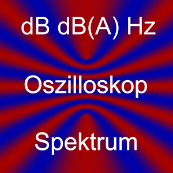 dB dB(A) Hz
Oszilloskop
Spektrum